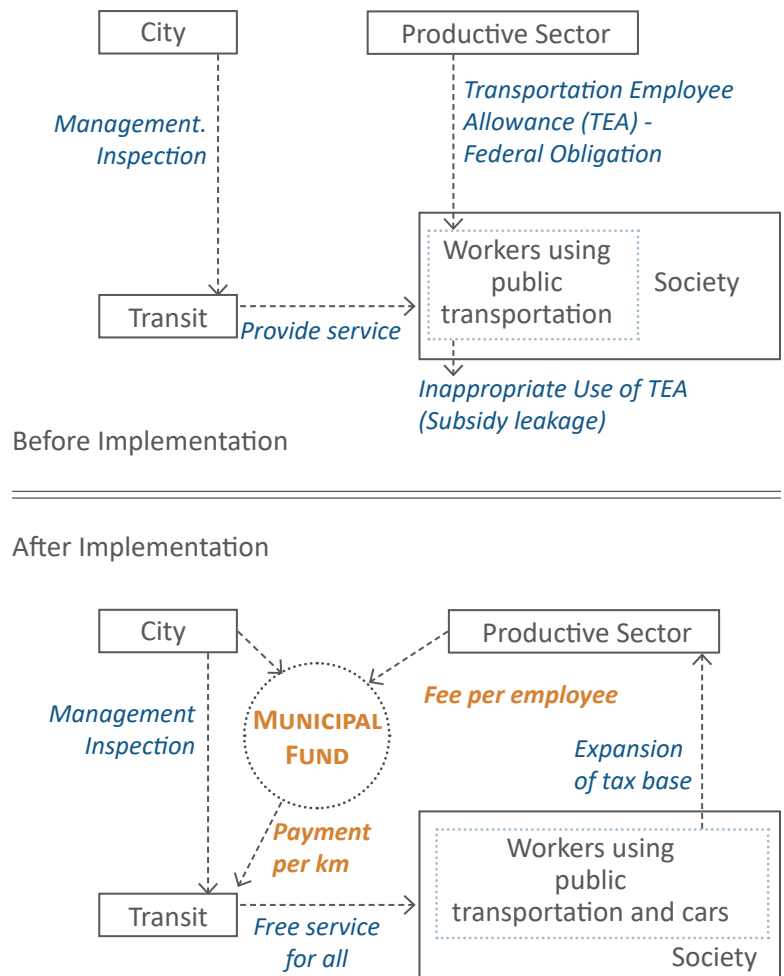 City
Productive Sector
Management.
Inspection
Transportation Employee
Allowance (TEA) -
Federal Obligation
Workers using
public
transportation
Society
Transit
Provide service
Inappropriate Use of TEA
(Subsidy leakage)
Before Implementation
After Implementation
City
Productive Sector
Management
Inspection
MUNICIPAL
FUND
Fee per employee
Expansion
of tax base
Payment
per km
Workers using
public
transportation and cars
Transit
Free service
for all
Society